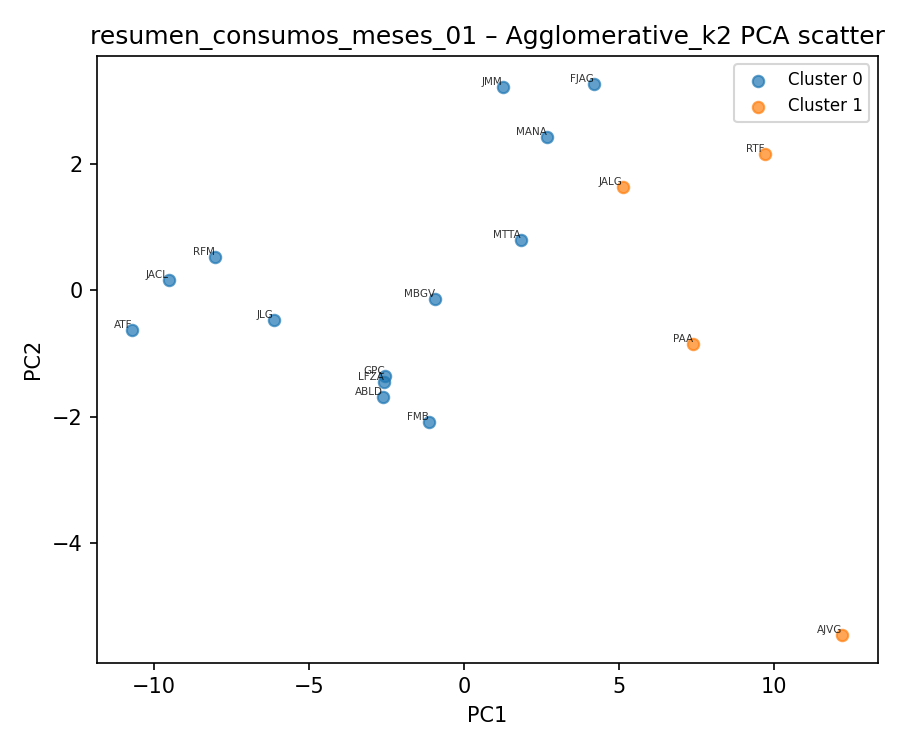 resumen_consumos_meses_01 – Agglomerative_k2 PCA scatter
Cluster 0
Cluster 1
JMM
FJAG
MANA
RTF
JALG
MTTA
RFM
JACL
MBGV
ATF
JLG
PAA
GPC
LFZA
ABLD
FMB
AJVG
2
0
−2
−4
PC2
−10
−5
0
5
10
PC1